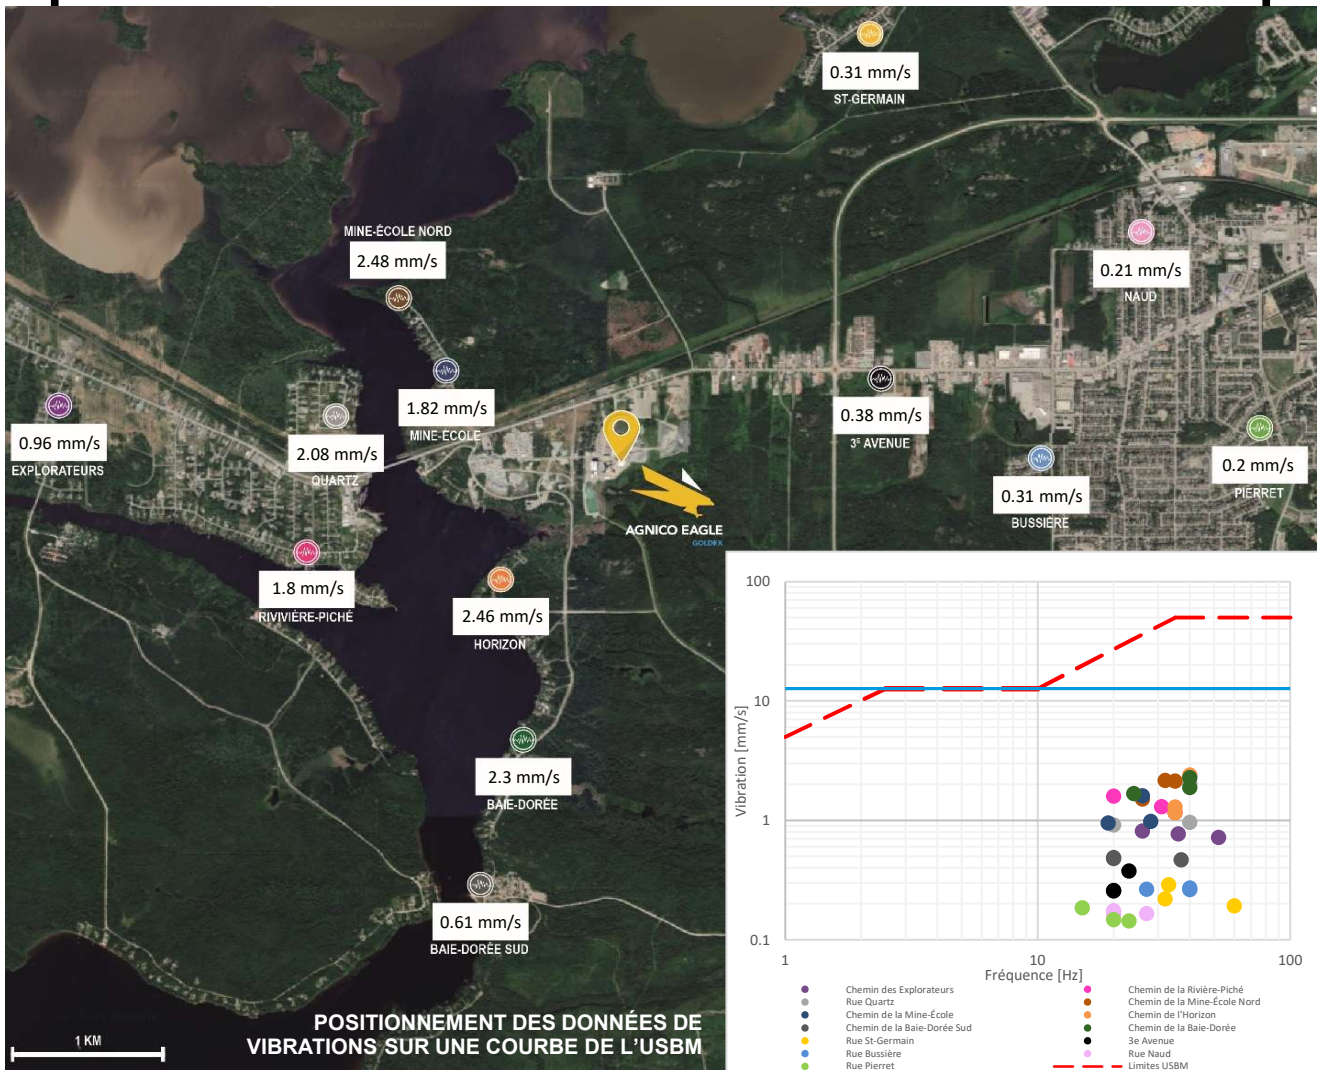 0.31 mm/s
ST-GERMAIN
MINE-ÉCOLE NORD
2.48 mm/s
0.21 mm/s
NAUD
1.82 mm/s
MINE-ÉCOLE
0.96 mm/s
EXPLORATEURS
2.08 mm/s
QUARTZ
0.38 mm/s
3E AVENUE
0.2 mm/s
PIERRET
0.31 mm/s
BUSSIÈRE
AGNICO EAGLE
GOLDEX
1.8 mm/s
RIVIVIÈRE-PICHÉ
2.46 mm/s
HORIZON
2.3 mm/s
BAIE-DORÉE
0.61 mm/s
BAIE-DORÉE SUD
POSITIONNEMENT DES DONNÉES DE
VIBRATIONS SUR UNE COURBE DE L'USBM
1 KM
100
10
1
0.1
Vibration [mm/s]
1
10
100
Fréquence [Hz]
Chemin des Explorateurs
Chemin de la Rivière-Piché
Rue Quartz
Chemin de la Mine-École Nord
Chemin de la Mine-École
Chemin de l'Horizon
Chemin de la Baie-Dorée Sud
Chemin de la Baie-Dorée
Rue St-Germain
3e Avenue
Rue Bussière
Rue Naud
Rue Pierret
Limites USBM